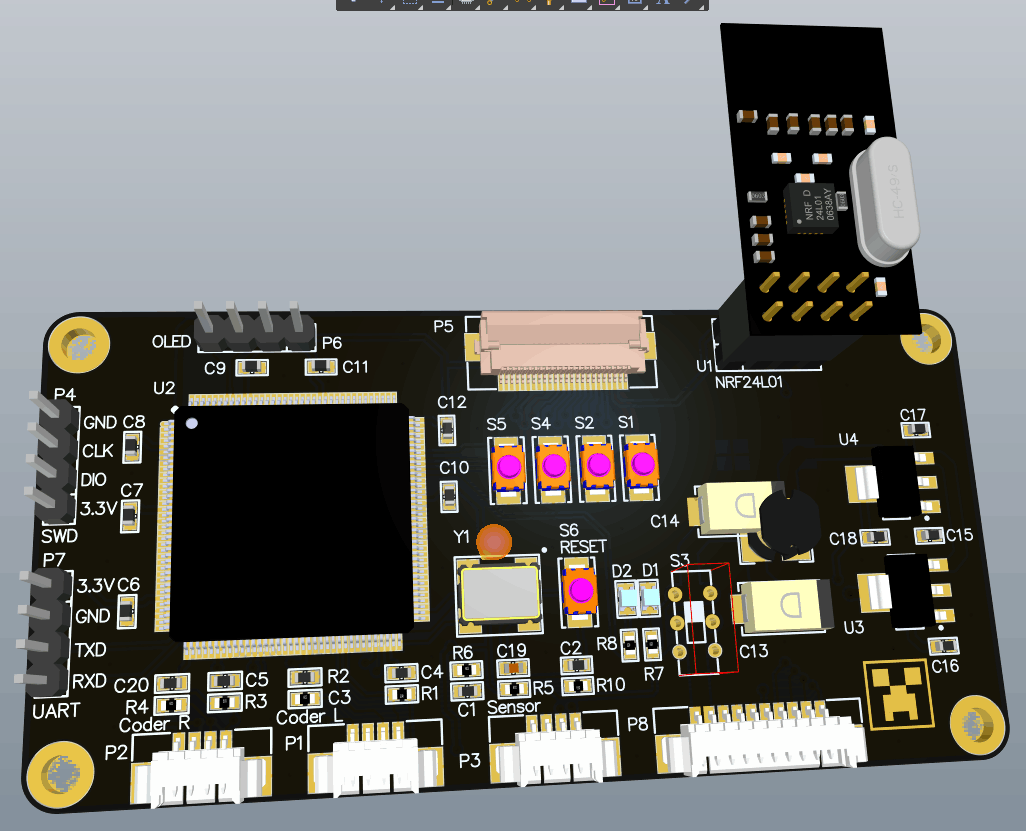 HC-49-S
NRF D
24L01
0638AY
P5
OLED
P6
C9
C11
U1
NRF24L01
U2
P4
GND
C8
CLK
DIO
C7
3.3V
SWD
C12
C10
S5
S4
S2
S1
C17
U4
C14
C18
C15
P7
3.3V
C6
GND
TXD
RXD
UART
Y1
S6
RESET
D2
D1
S3
U3
C13
C16
R8
R7
C20
C5
R2
C4
R6
C19
C2
R4
R3
C3
R1
C1
R5
R10
Coder R
Coder L
Sensor
P2
P1
P3
P8